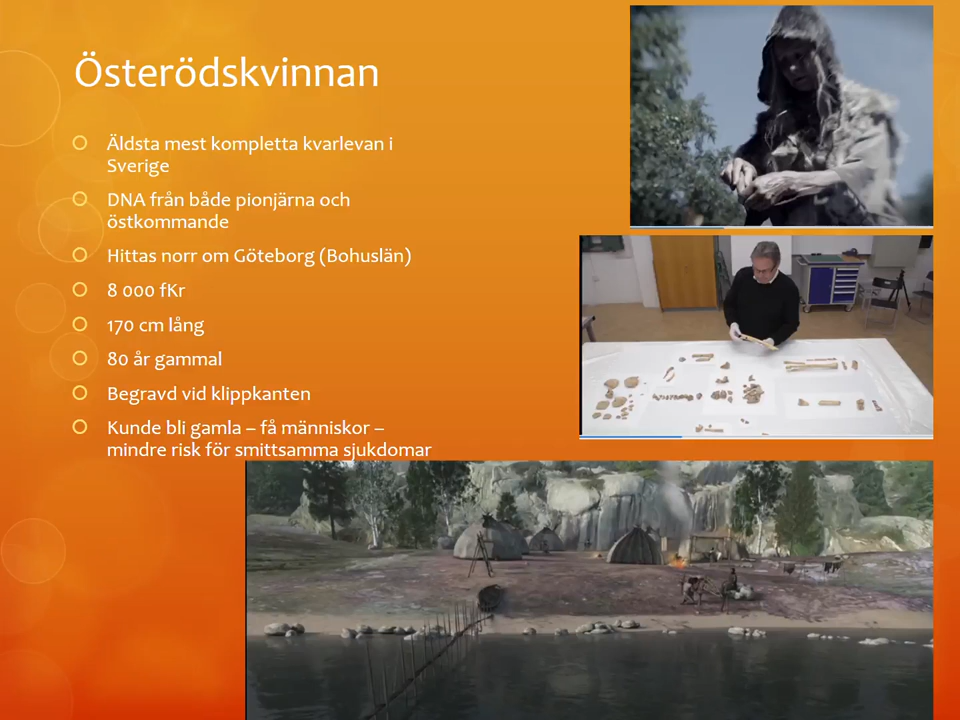 Österödskvinnan
Äldsta mest kompletta kvarlevan i
Sverige
DNA från både pionjärna och
östkommande
Hittas norr om Göteborg (Bohuslän)
8 000 fKr
170 cm lång
80 år gammal
Begravd vid klippkanten
Kunde bli gamla – få människor –
mindre risk för smittsamma sjukdomar